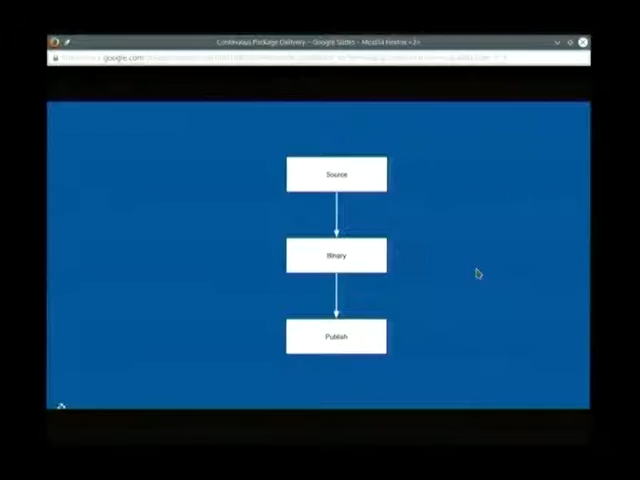 Continuous Package Delivery - Google Slides - Mozilla Firefox <2>
google.com
Source
Binary
Publish